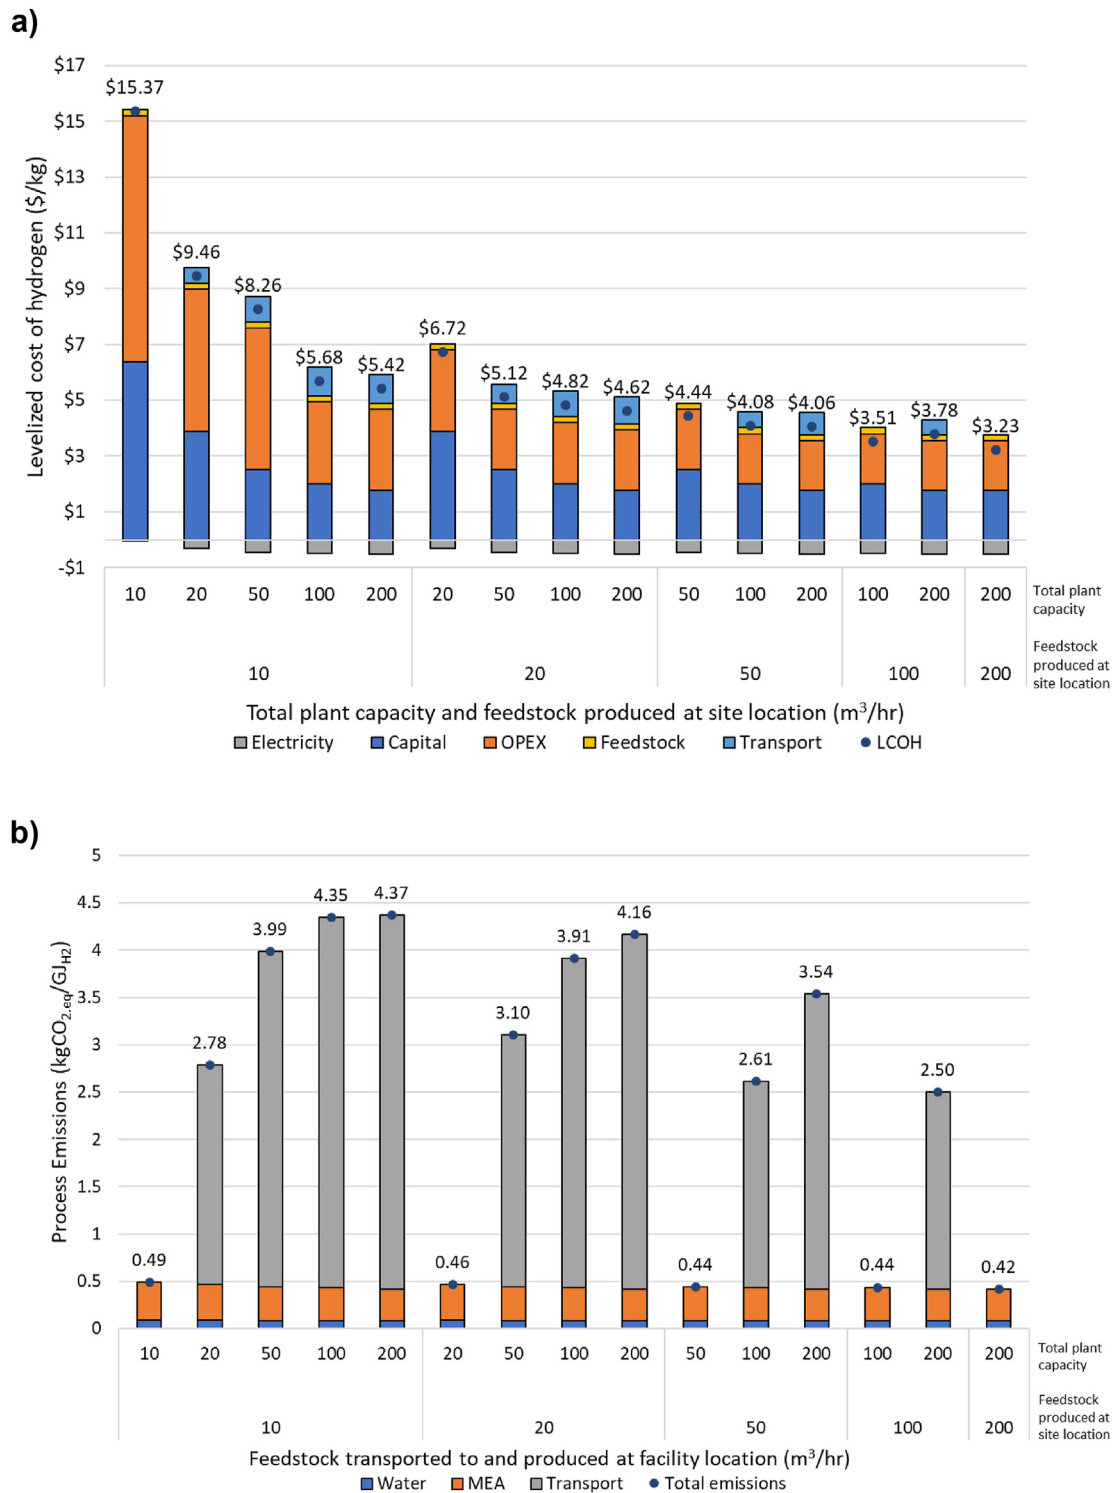 a)
$17
$15
$13
$11
$9
$7
$5
$3
$1
-$1
Levelized cost of hydrogen ($/kg)
$15.37
$9.46
$8.26
$5.68
$5.42
$6.72
$5.12
$4.82
$4.62
$4.44
$4.08
$4.06
$3.51
$3.78
$3.23
10 20 50 100 200 20 50 100 200 50 100 200 100 200 200
Total plant
capacity
10 20 50 100 200
Feedstock
produced at
site location
Total plant capacity and feedstock produced at site location (m³/hr)
Electricity Capital OPEX Feedstock Transport LCOH
b)
5
4.5
4
3.5
3
2.5
2
1.5
1
0.5
0
Process Emissions (kgCO2.eq/GJH2)
0.49
2.78
3.99
4.35
4.37
0.46
3.10
3.91
4.16
0.44
2.61
3.54
0.44
2.50
0.42
10 20 50 100 200 20 50 100 200 50 100 200 100 200 200
Total plant
capacity
10 20 50 100 200
Feedstock
produced at
site location
Feedstock transported to and produced at facility location (m³/hr)
Water MEA Transport Total emissions